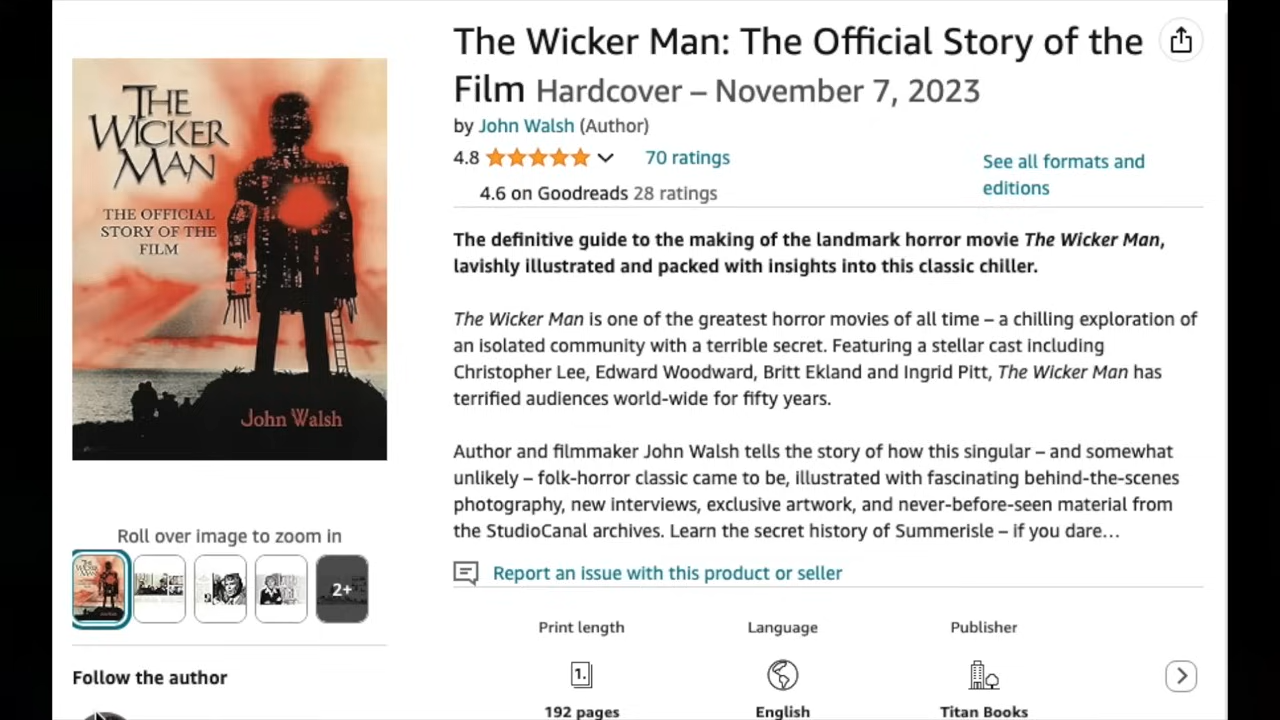 THE
WICKER
MAN
THE OFFICIAL
STORY OF THE
FILM
John Walsh
Roll over image to zoom in
2+
Follow the author
The Wicker Man: The Official Story of the
Film Hardcover – November 7, 2023
by John Walsh (Author)
4.8 70 ratings
4.6 on Goodreads 28 ratings
See all formats and
editions
The definitive guide to the making of the landmark horror movie The Wicker Man,
lavishly illustrated and packed with insights into this classic chiller.
The Wicker Man is one of the greatest horror movies of all time – a chilling exploration of
an isolated community with a terrible secret. Featuring a stellar cast including
Christopher Lee, Edward Woodward, Britt Ekland and Ingrid Pitt, The Wicker Man has
terrified audiences world-wide for fifty years.
Author and filmmaker John Walsh tells the story of how this singular – and somewhat
unlikely – folk-horror classic came to be, illustrated with fascinating behind-the-scenes
photography, new interviews, exclusive artwork, and never-before-seen material from
the StudioCanal archives. Learn the secret history of Summerisle – if you dare…
Report an issue with this product or seller
Print length
1.
192 pages
Language
English
Publisher
Titan Books